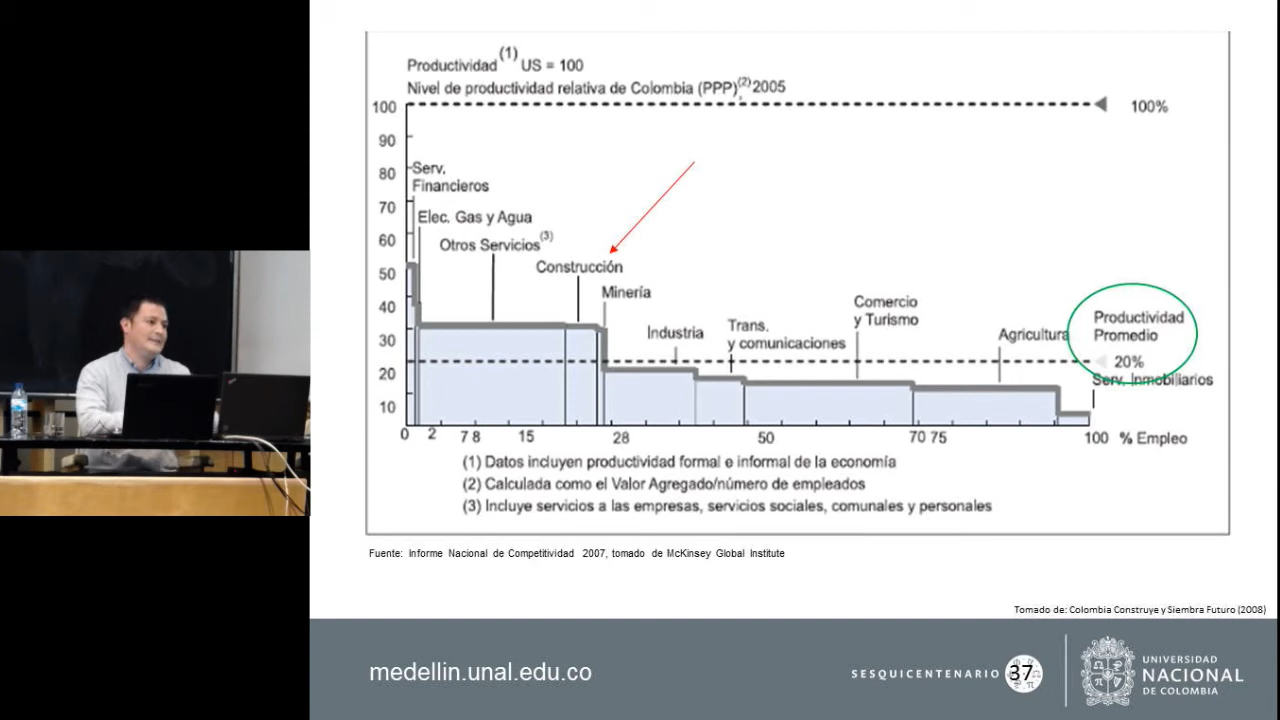 Productividad (1) US = 100
Nivel de productividad relativa de Colombia (PPP),(2) 2005
100
100%
90
80
Serv.
Financieros
70
Elec. Gas y Agua
60
Otros Servicios(3)
Construcción
50
Minería
40
Comercio
y Turismo
Productividad
Promedio
Industria
Trans.
y comunicaciones
Agricultura
30
20%
20
Serv. Inmobiliarios
10
0 2 7 8 15 28 50 70 75 100 % Empleo
(1) Datos incluyen productividad formal e informal de la economía
(2) Calculada como el Valor Agregado/número de empleados
(3) Incluye servicios a las empresas, servicios sociales, comunales y personales
Fuente: Informe Nacional de Competitividad 2007, tomado de McKinsey Global Institute
Tomado de: Colombia Construye y Siembra Futuro (2008)
medellin.unal.edu.co
SESQUICENTENARIO
37
UNIVERSIDAD
NACIONAL
DE COLOMBIA